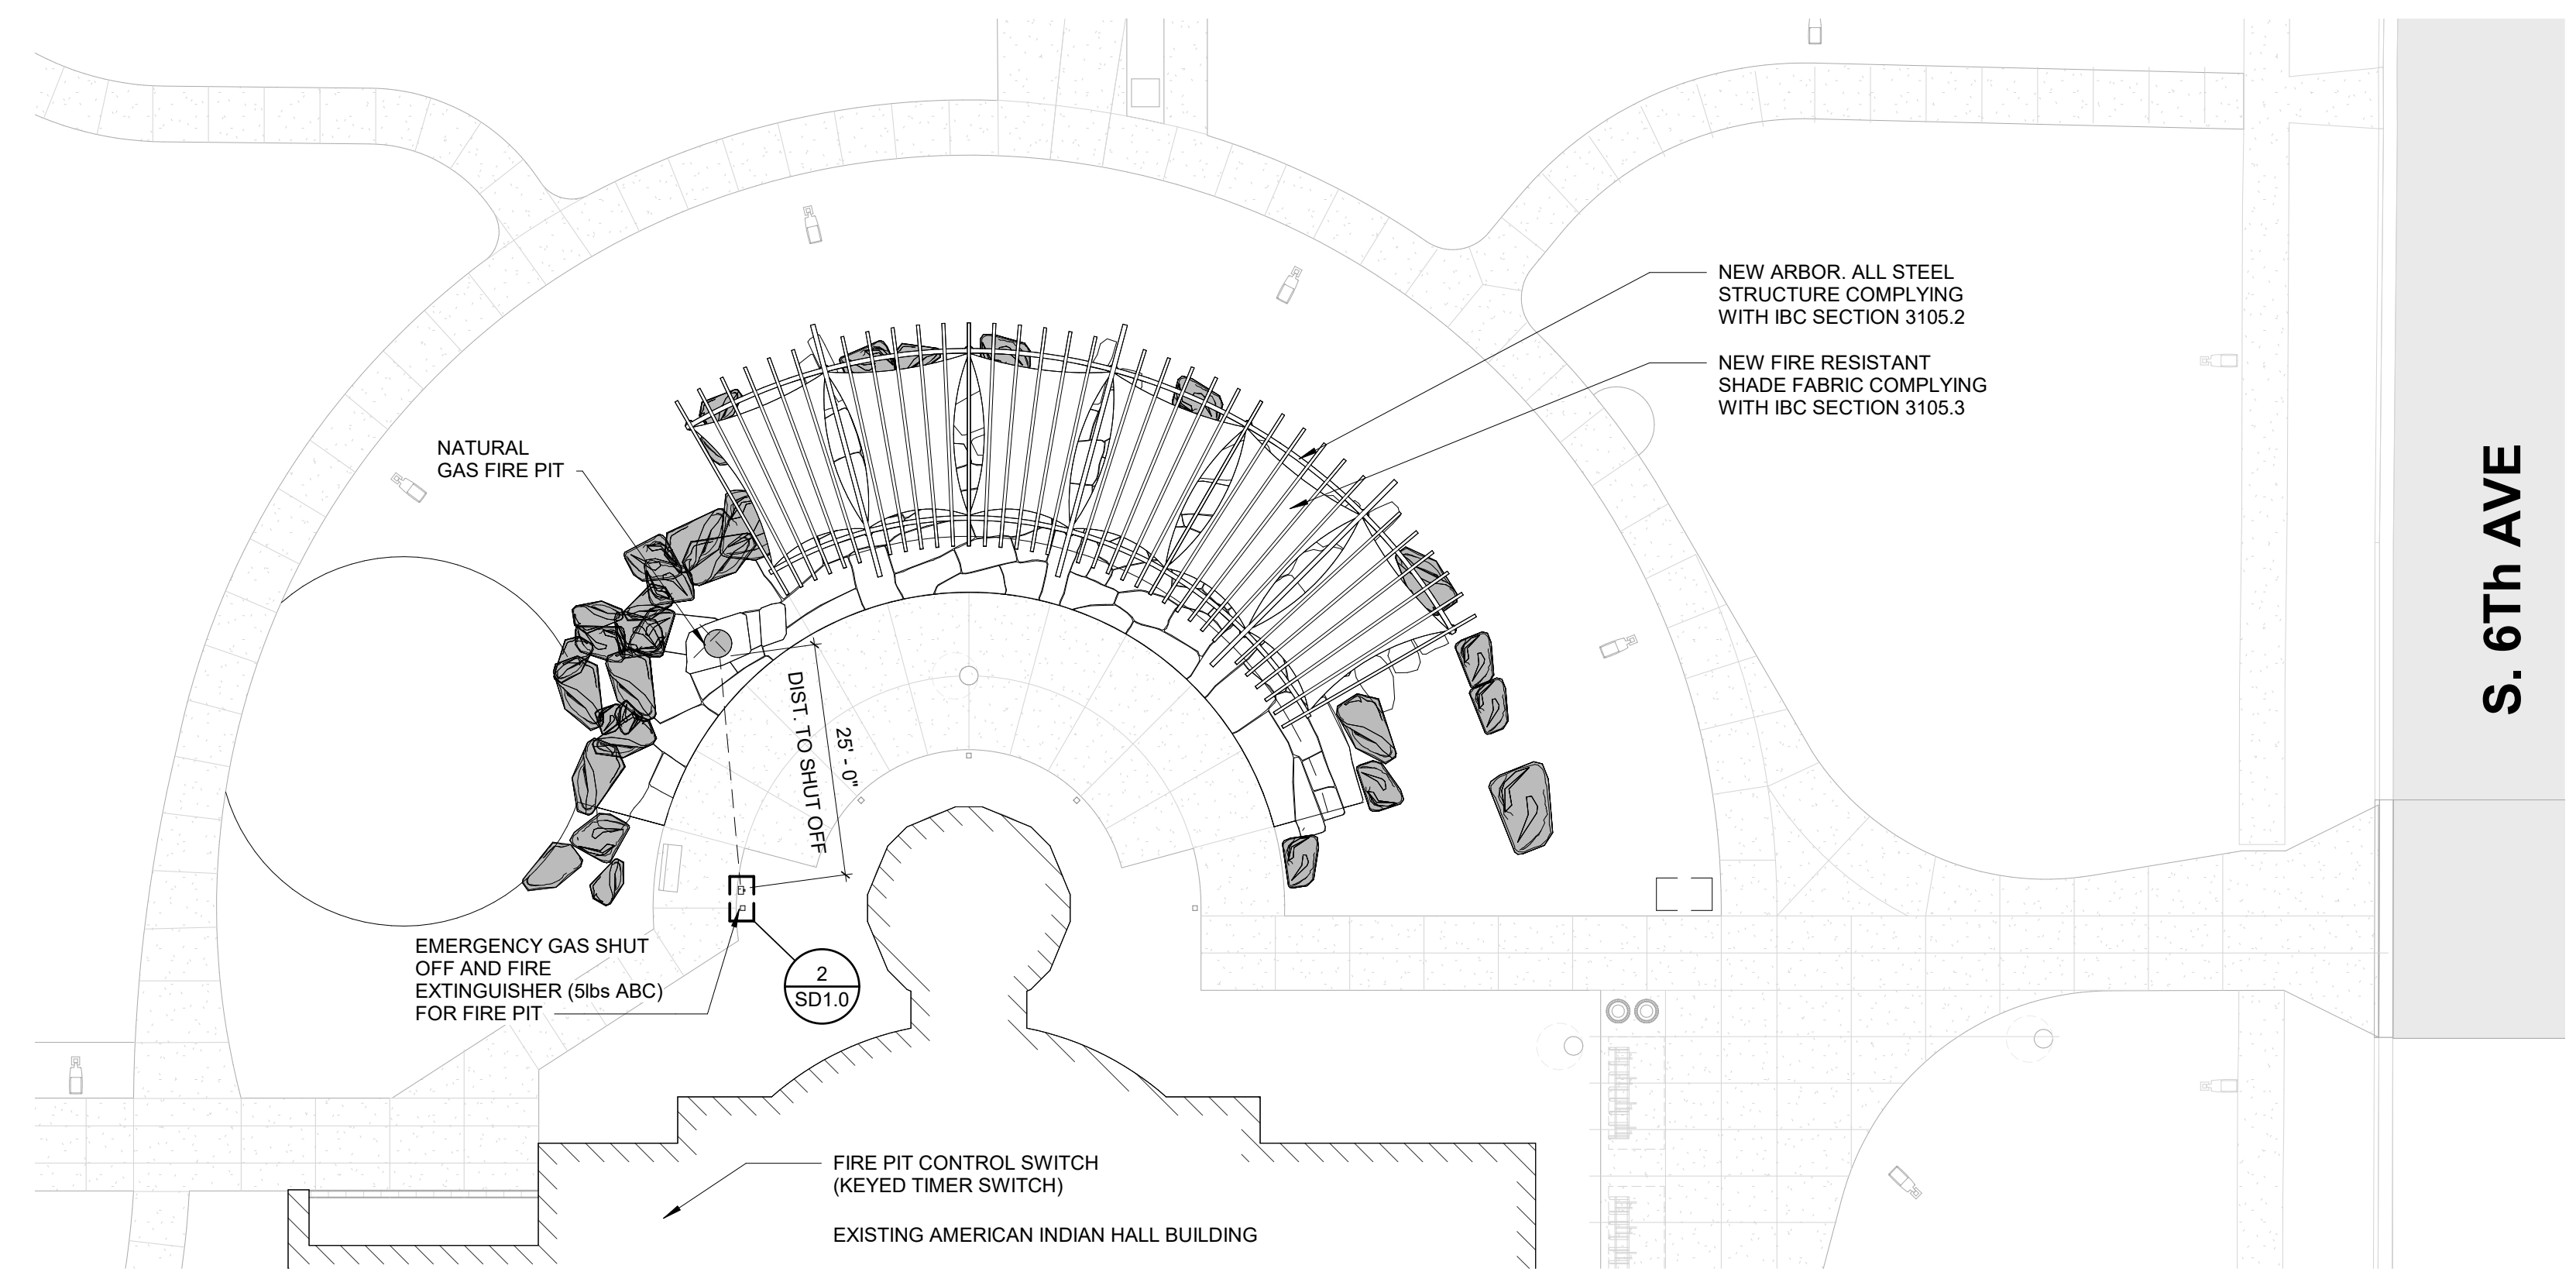 NEW ARBOR. ALL STEEL
STRUCTURE COMPLYING
WITH IBC SECTION 3105.2
NEW FIRE RESISTANT
SHADE FABRIC COMPLYING
WITH IBC SECTION 3105.3
NATURAL
GAS FIRE PIT
S. 6Th AVE
DIST. TO SHUT OFF
25' - 0"
EMERGENCY GAS SHUT
OFF AND FIRE
EXTINGUISHER (5lbs ABC)
FOR FIRE PIT
2
SD1.0
FIRE PIT CONTROL SWITCH
(KEYED TIMER SWITCH)
EXISTING AMERICAN INDIAN HALL BUILDING